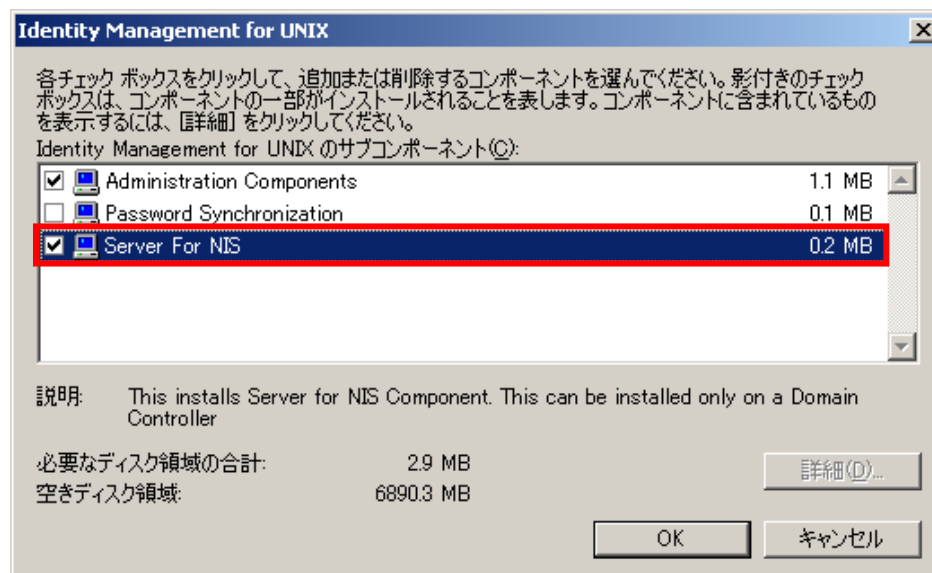 Identity Management for UNIX
各チェック ボックスをクリックして、追加または削除するコンポーネントを選んでください。影付きのチェック
ボックスは、コンポーネントの一部がインストールされることを表します。コンポーネントに含まれているもの
を表示するには、[詳細] をクリックしてください。
Identity Management for UNIX のサブコンポーネント(C):
Administration Components 1.1 MB
Password Synchronization 0.1 MB
Server For NIS 0.2 MB
説明: This installs Server for NIS Component. This can be installed only on a Domain
Controller
必要なディスク領域の合計: 2.9 MB
空きディスク領域: 6890.3 MB
詳細(D)...
OK キャンセル